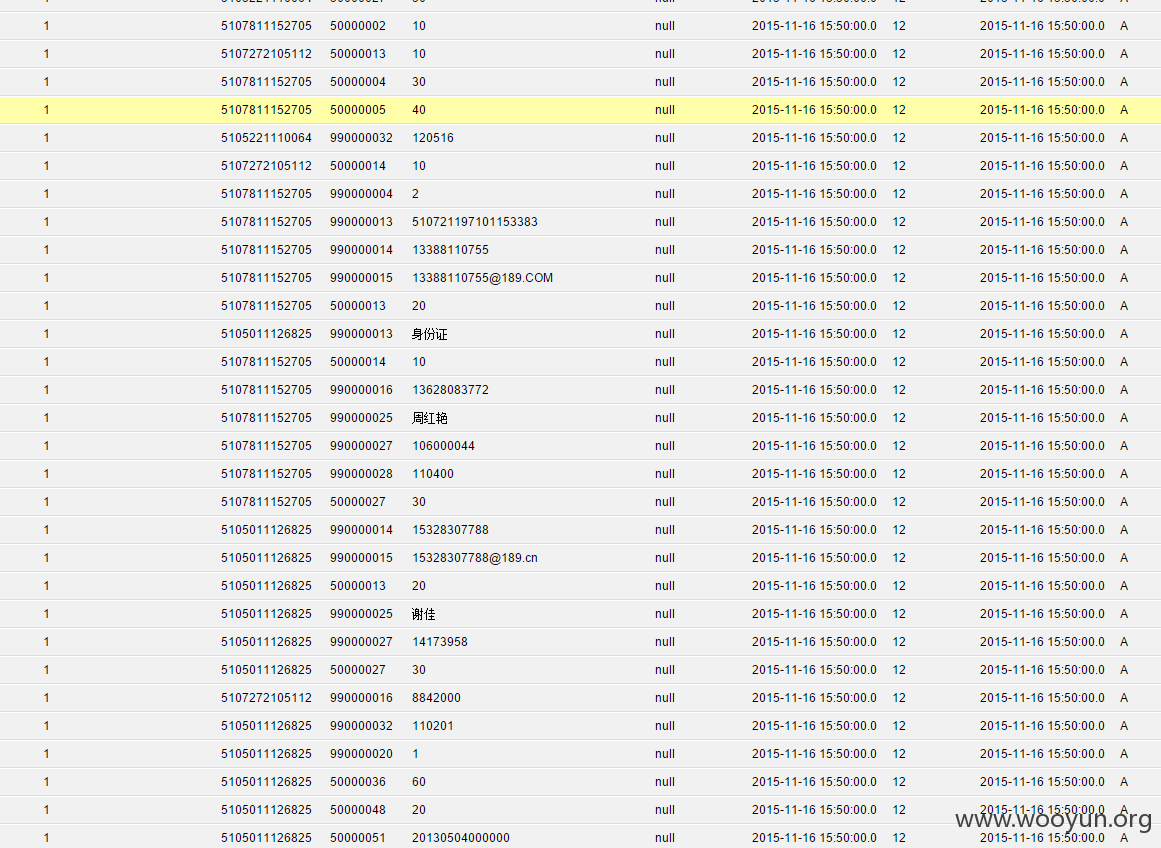 1 5107811152705 50000002 10 null 2015-11-16 15:50:00.0 12 2015-11-16 15:50:00.0 A
1 5107272105112 50000013 10 null 2015-11-16 15:50:00.0 12 2015-11-16 15:50:00.0 A
1 5107811152705 50000004 30 null 2015-11-16 15:50:00.0 12 2015-11-16 15:50:00.0 A
1 5107811152705 50000005 40 null 2015-11-16 15:50:00.0 12 2015-11-16 15:50:00.0 A
1 5105221110064 990000032 120516 null 2015-11-16 15:50:00.0 12 2015-11-16 15:50:00.0 A
1 5107272105112 50000014 10 null 2015-11-16 15:50:00.0 12 2015-11-16 15:50:00.0 A
1 5107811152705 990000004 2 null 2015-11-16 15:50:00.0 12 2015-11-16 15:50:00.0 A
1 5107811152705 990000013 510721197101153383 null 2015-11-16 15:50:00.0 12 2015-11-16 15:50:00.0 A
1 5107811152705 990000014 13388110755 null 2015-11-16 15:50:00.0 12 2015-11-16 15:50:00.0 A
1 5107811152705 990000015 13388110755@189.COM null 2015-11-16 15:50:00.0 12 2015-11-16 15:50:00.0 A
1 5107811152705 50000013 20 null 2015-11-16 15:50:00.0 12 2015-11-16 15:50:00.0 A
1 5105011126825 990000013 身份证 null 2015-11-16 15:50:00.0 12 2015-11-16 15:50:00.0 A
1 5107811152705 50000014 10 null 2015-11-16 15:50:00.0 12 2015-11-16 15:50:00.0 A
1 5107811152705 990000016 13628083772 null 2015-11-16 15:50:00.0 12 2015-11-16 15:50:00.0 A
1 5107811152705 990000025 周红艳 null 2015-11-16 15:50:00.0 12 2015-11-16 15:50:00.0 A
1 5107811152705 990000027 106000044 null 2015-11-16 15:50:00.0 12 2015-11-16 15:50:00.0 A
1 5107811152705 990000028 110400 null 2015-11-16 15:50:00.0 12 2015-11-16 15:50:00.0 A
1 5107811152705 50000027 30 null 2015-11-16 15:50:00.0 12 2015-11-16 15:50:00.0 A
1 5105011126825 990000014 15328307788 null 2015-11-16 15:50:00.0 12 2015-11-16 15:50:00.0 A
1 5105011126825 990000015 15328307788@189.cn null 2015-11-16 15:50:00.0 12 2015-11-16 15:50:00.0 A
1 5105011126825 50000013 20 null 2015-11-16 15:50:00.0 12 2015-11-16 15:50:00.0 A
1 5105011126825 990000025 谢佳 null 2015-11-16 15:50:00.0 12 2015-11-16 15:50:00.0 A
1 5105011126825 990000027 14173958 null 2015-11-16 15:50:00.0 12 2015-11-16 15:50:00.0 A
1 5105011126825 50000027 30 null 2015-11-16 15:50:00.0 12 2015-11-16 15:50:00.0 A
1 5107272105112 990000016 8842000 null 2015-11-16 15:50:00.0 12 2015-11-16 15:50:00.0 A
1 5105011126825 990000032 110201 null 2015-11-16 15:50:00.0 12 2015-11-16 15:50:00.0 A
1 5105011126825 990000020 1 null 2015-11-16 15:50:00.0 12 2015-11-16 15:50:00.0 A
1 5105011126825 50000036 60 null 2015-11-16 15:50:00.0 12 2015-11-16 15:50:00.0 A
1 5105011126825 50000048 20 null 2015-11-16 15:50:00.0 12 2015-11-16 15:50:00.0 A
1 5105011126825 50000051 20130504000000 null 2015-11-16 15:50:00.0 12 2015-11-16 15:50:00.0 A
www.wooyun.org